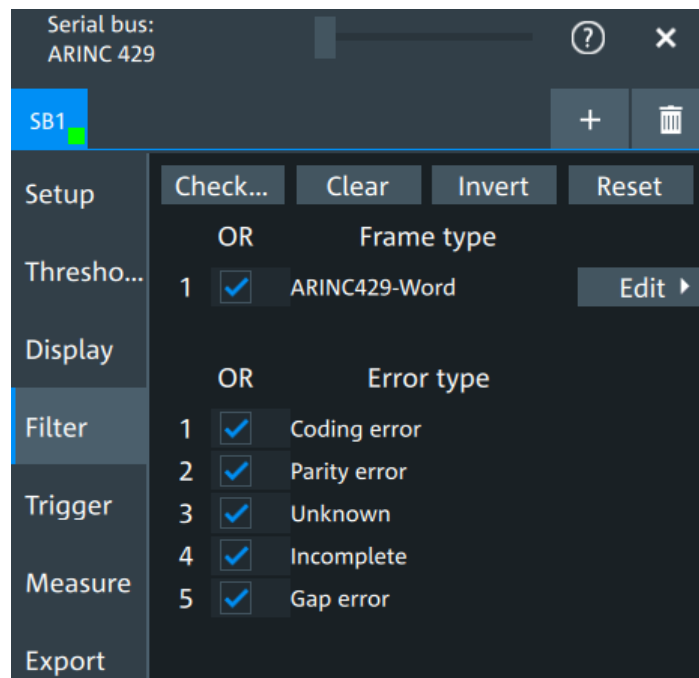 Serial bus:
ARINC 429
?
SB1
+
Setup
Check...
Clear
Invert
Reset
OR
Frame type
Thresho...
1
ARINC429-Word
Edit
Display
OR
Error type
Filter
1
Coding error
2
Parity error
Trigger
3
Unknown
4
Incomplete
Measure
5
Gap error
Export